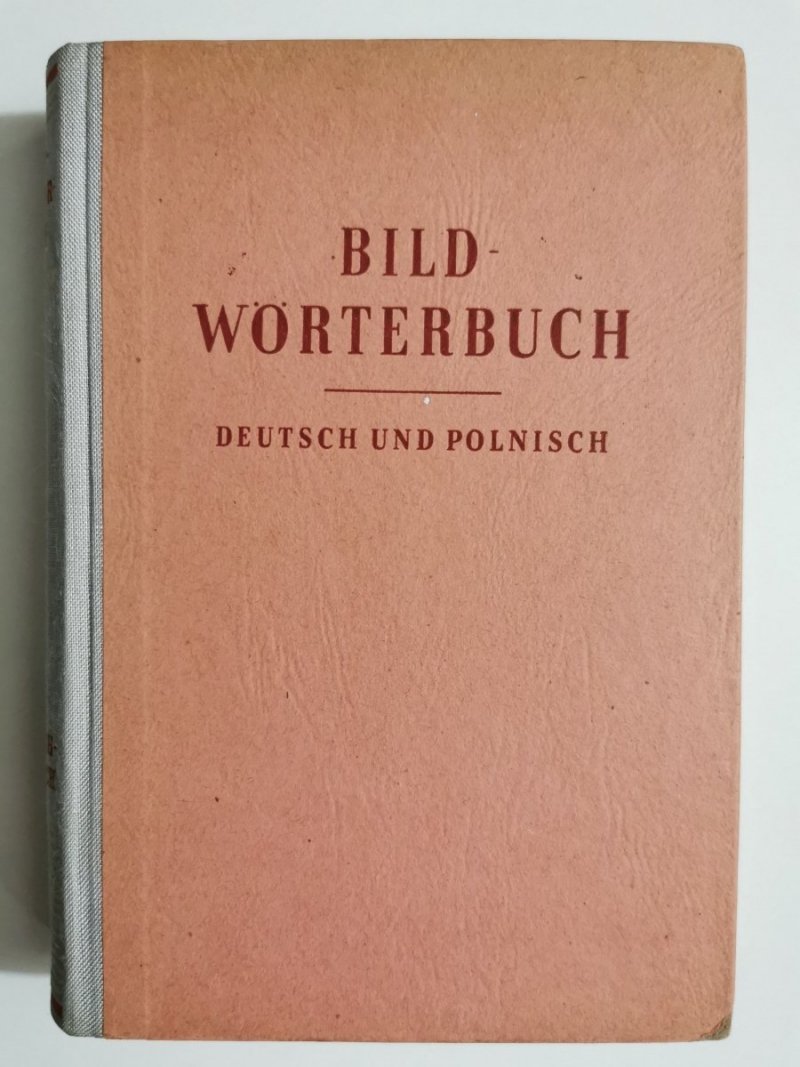 BILD-
WÖRTERBUCH
DEUTSCH UND POLNISCH